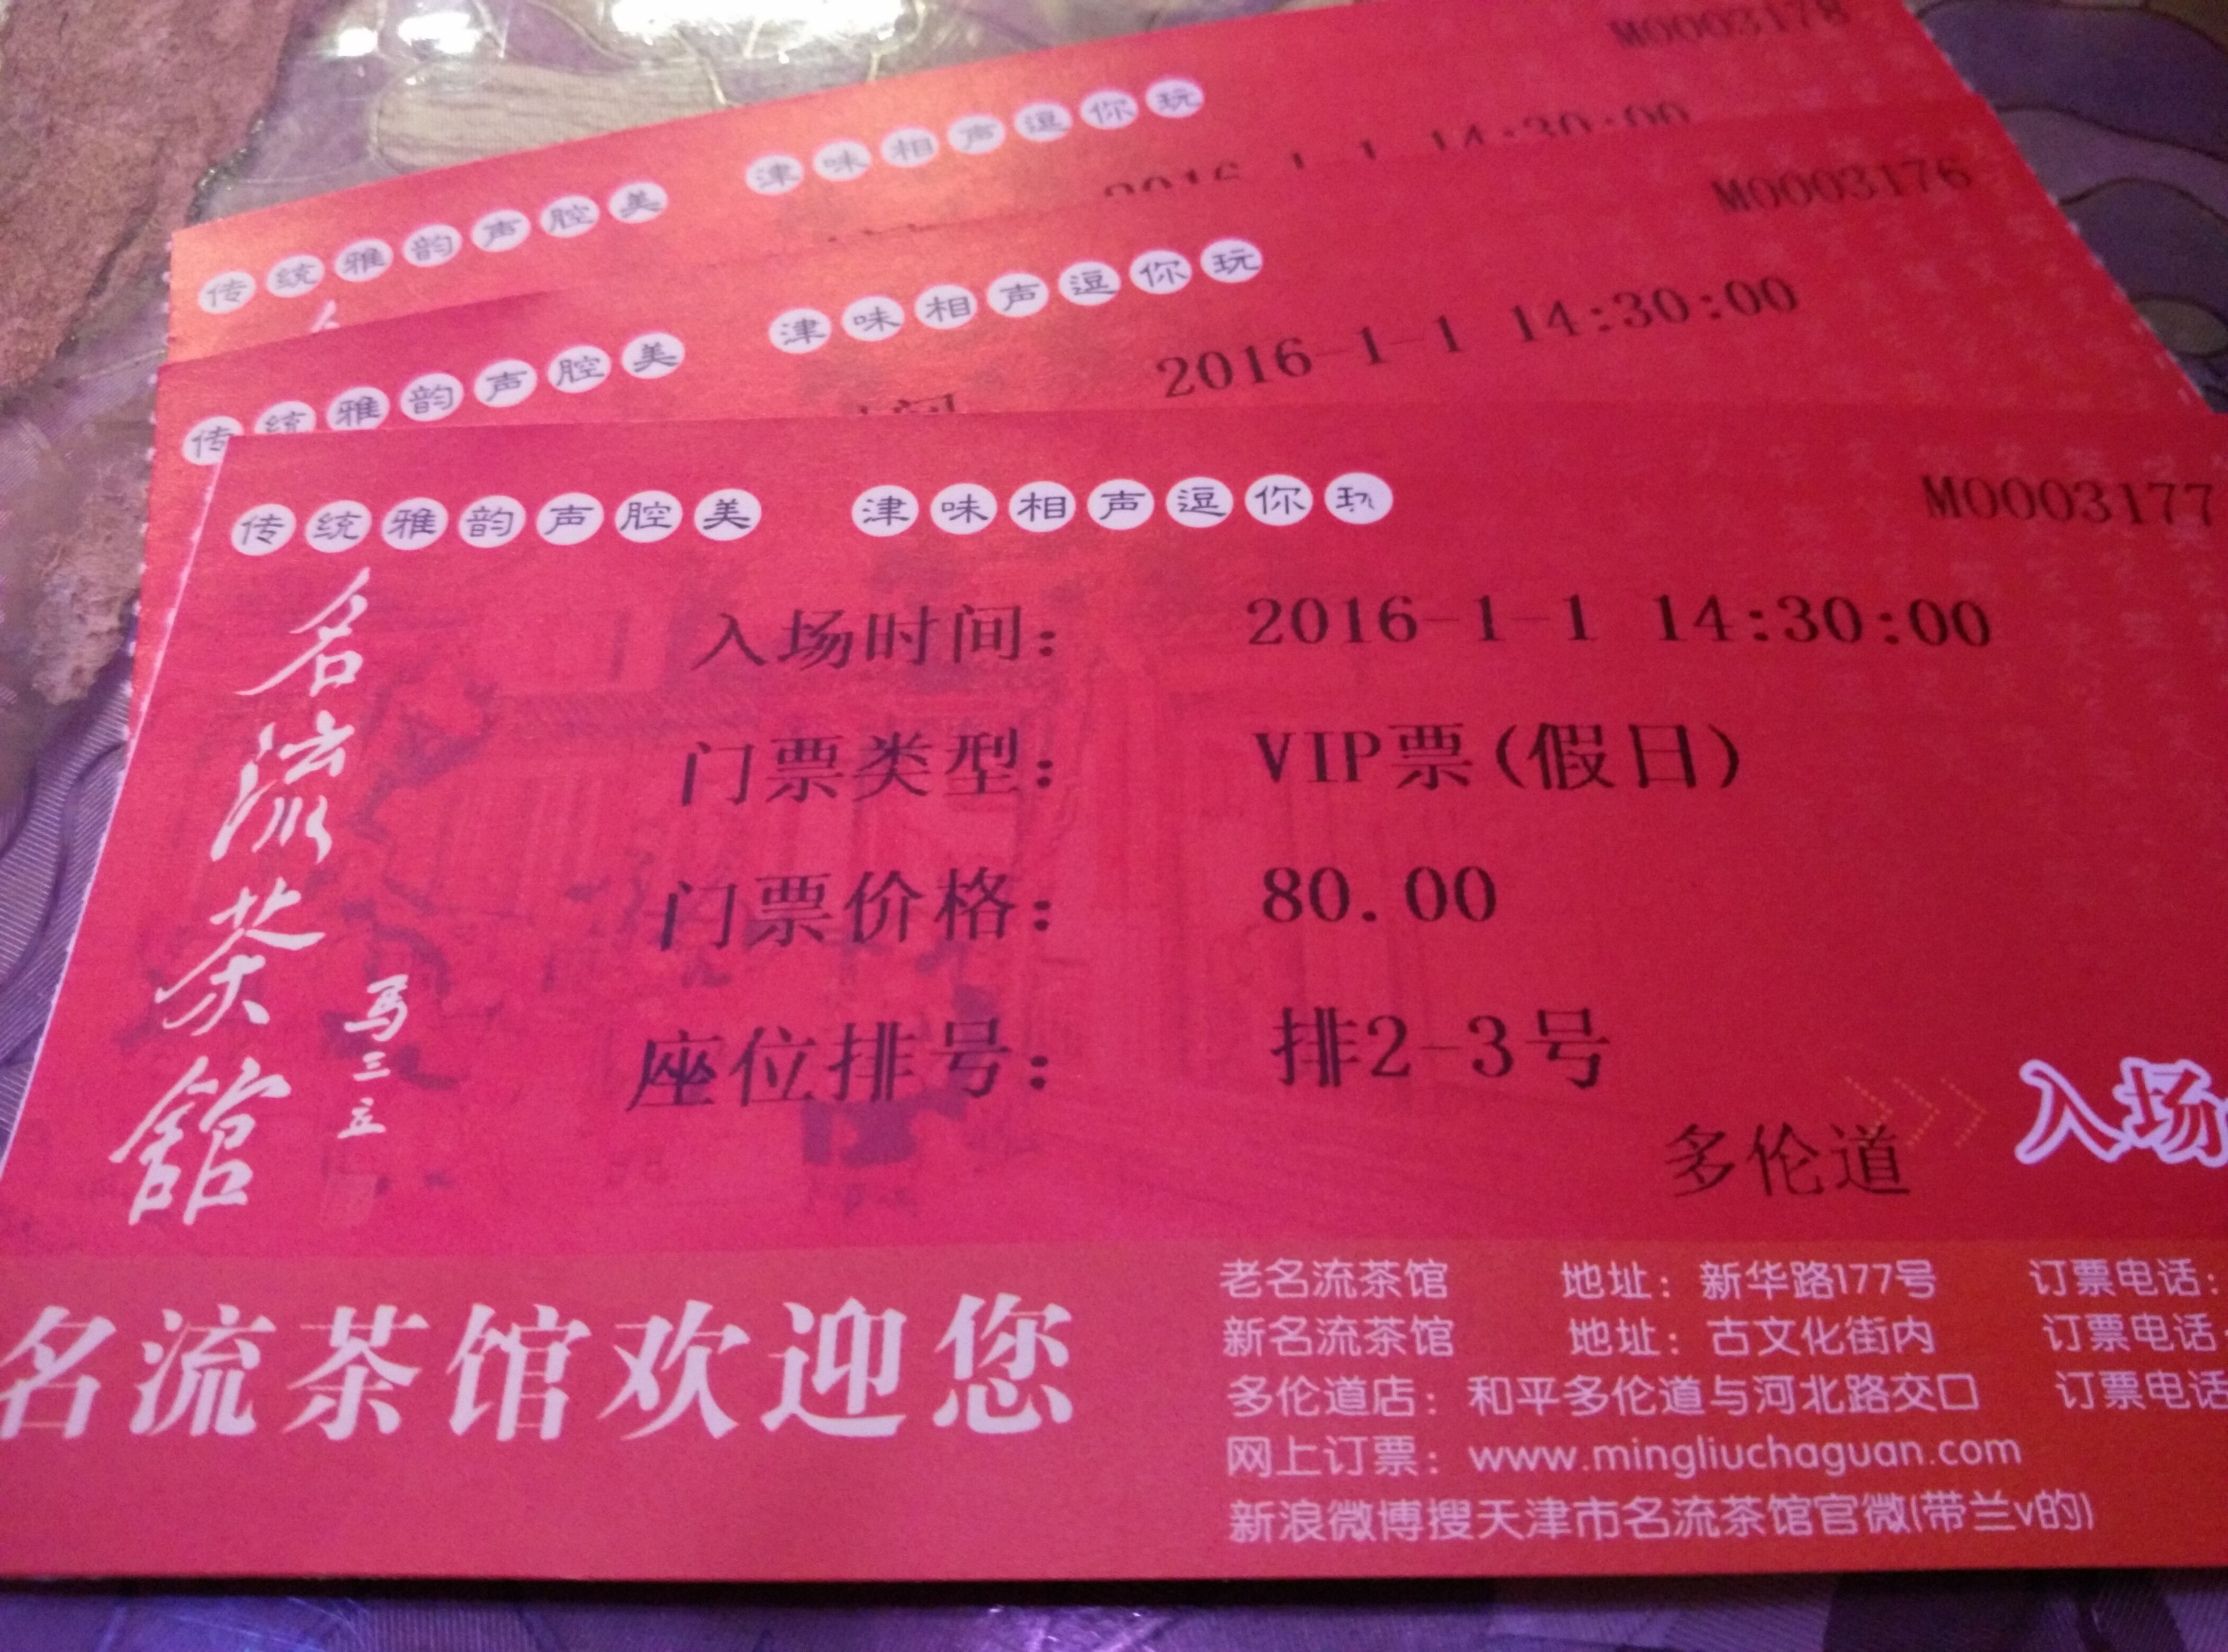 M0003178
传统雅韵声腔美 津味相声逗你玩
2016-1-1 14:30:00
M0003176
传统雅韵声腔美 津味相声逗你玩
2016-1-1 14:30:00
M0003177
传统雅韵声腔美 津味相声逗你玩
名流茶館
马三立
入场时间: 2016-1-1 14:30:00
门票类型: VIP票(假日)
门票价格: 80.00
座位排号: 排2-3号
多伦道
入场
名流茶馆欢迎您
老名流茶馆 地址:新华路177号 订票电话:
新名流茶馆 地址:古文化街内 订票电话
多伦道店:和平多伦道与河北路交口 订票电话
网上订票:www.mingliuchaguan.com
新浪微博搜天津市名流茶馆官微(带兰v的)